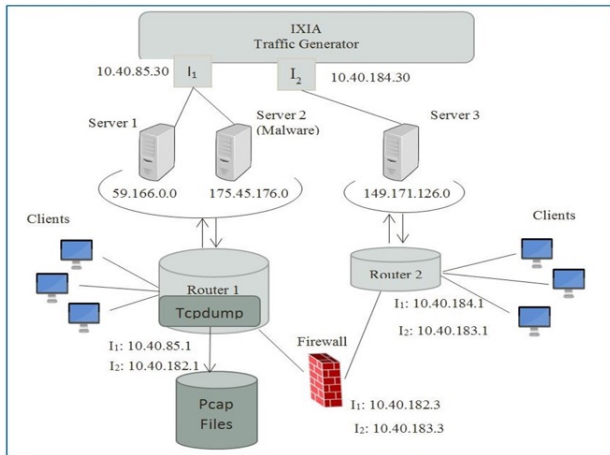 IXIA
Traffic Generator
10.40.85.30
I₁
I₂
10.40.184.30
Server 1
Server 2
(Malware)
Server 3
59.166.0.0
175.45.176.0
149.171.126.0
Clients
Clients
Router 1
Tcpdump
Router 2
I₁: 10.40.184.1
I₂: 10.40.183.1
I₁: 10.40.85.1
I₂: 10.40.182.1
Firewall
Pcap
Files
I₁: 10.40.182.3
I₂: 10.40.183.3